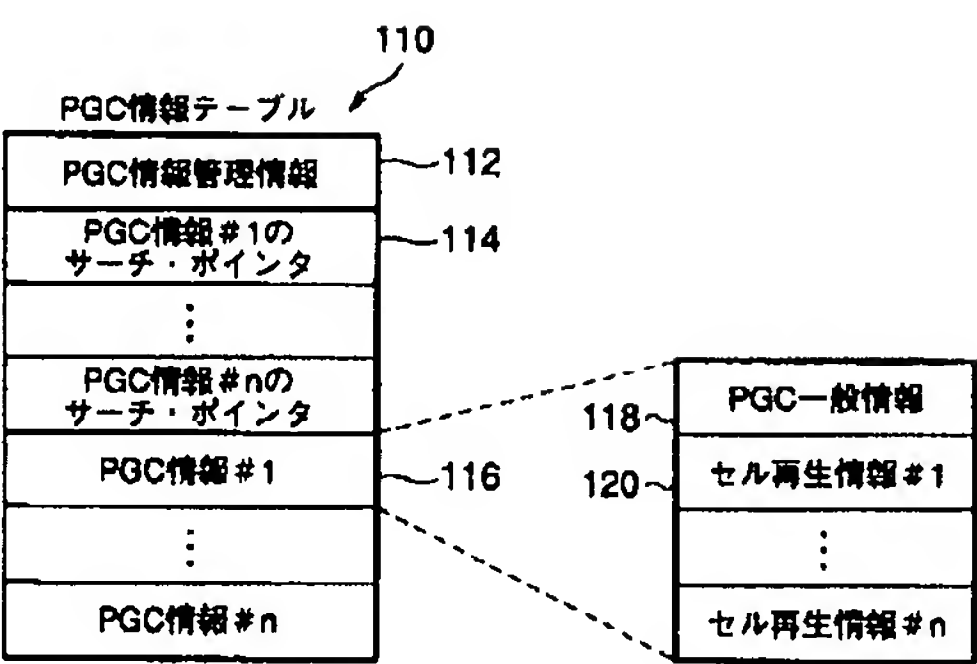 110
PGC情報テーブル
PGC情報管理情報
112
PGC情報#1の
サーチ・ポインタ
114
⋮
PGC情報#nの
サーチ・ポインタ
PGC情報#1
116
⋮
PGC情報#n
PGC一般情報
118
セル再生情報#1
120
⋮
セル再生情報#n